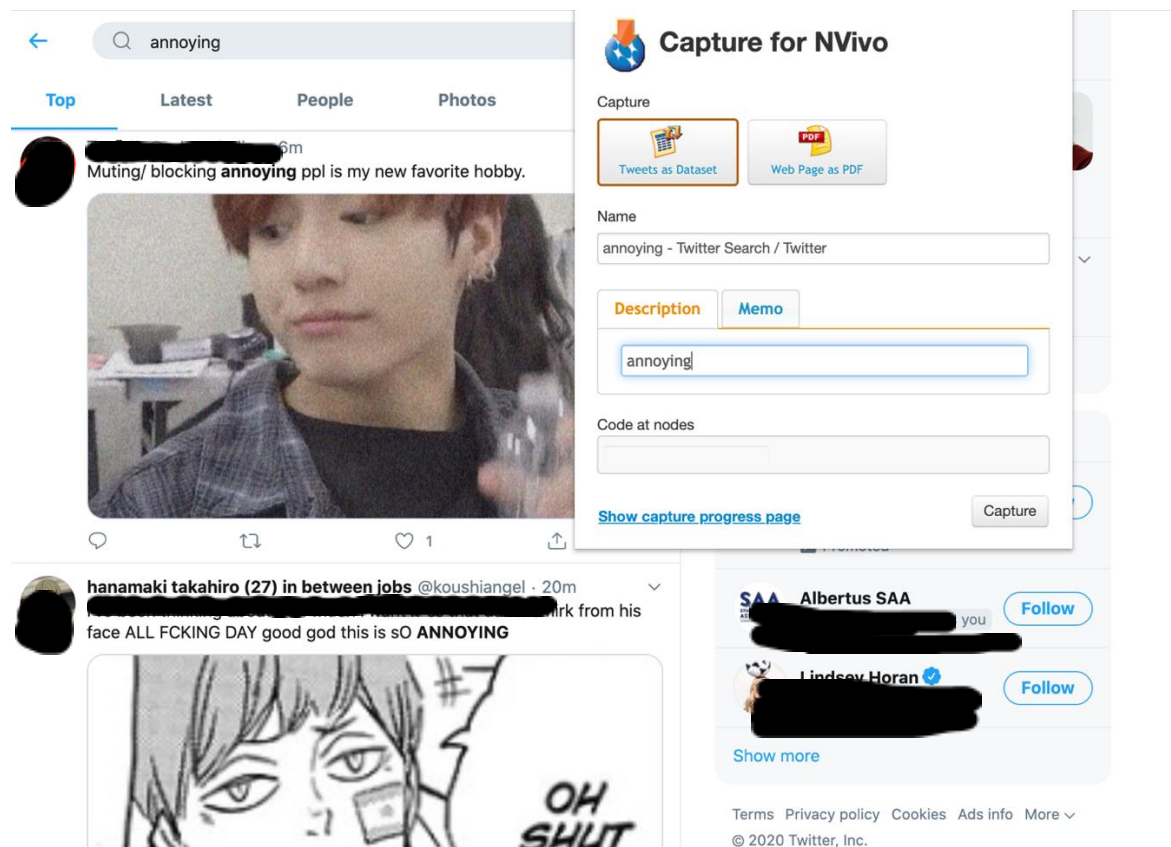 annoying
Top Latest People Photos
6m
Muting/ blocking annoying ppl is my new favorite hobby.
1
hanamaki takahiro (27) in between jobs @koushiangel · 20m
from his
face ALL FCKING DAY good god this is sO ANNOYING
OH
SHUT
Capture for NVivo
Capture
PDF
Tweets as Dataset Web Page as PDF
Name
annoying - Twitter Search / Twitter
Description Memo
annoying
Code at nodes
Show capture progress page Capture
Promoted
SAA
Albertus SAA
you
Follow
Lindsey Horan
Follow
Show more
Terms Privacy policy Cookies Ads info More
© 2020 Twitter, Inc.